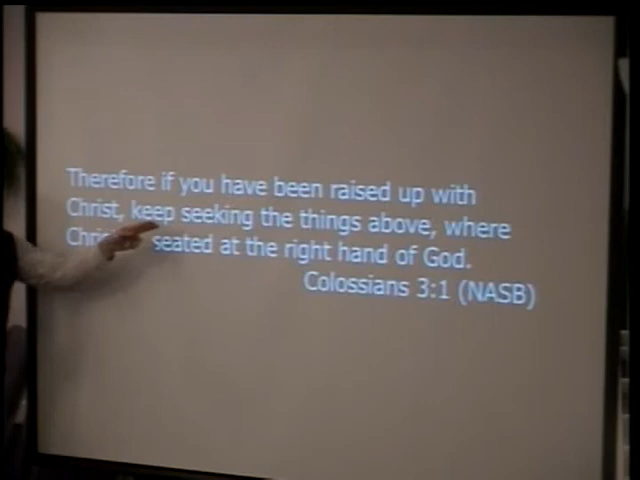 Therefore if you have been raised up with
Christ, keep seeking the things above, where
seated at the right hand of God.
Colossians 3:1 (NASB)